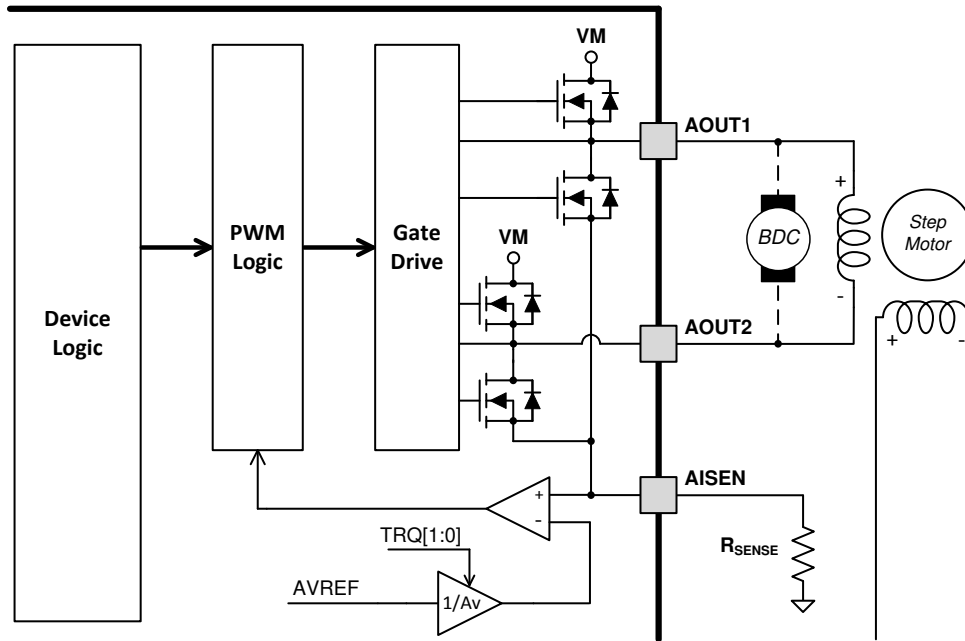 VM
AOUT1
PWM
Logic
Gate
Drive
VM
+
BDC
Step
Motor
-
Device
Logic
AOUT2
+
-
AISEN
+
-
TRQ[1:0]
RSENSE
AVREF
1/Av